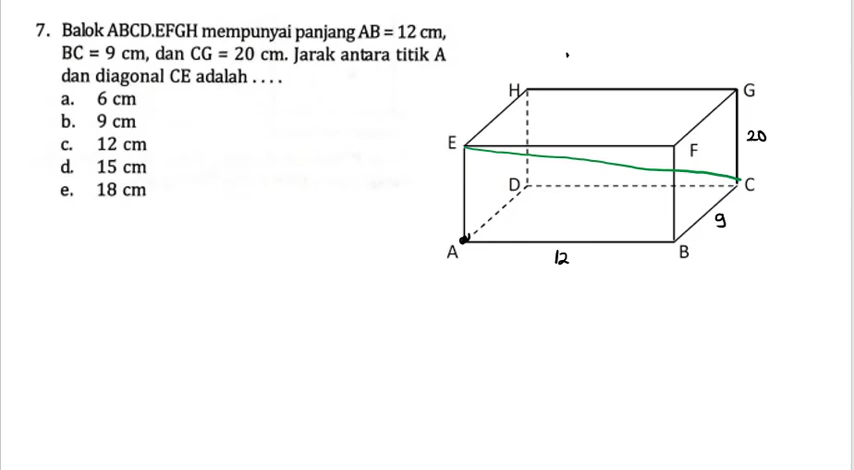 7. Balok ABCD.EFGH mempunyai panjang AB = 12 cm,
BC = 9 cm, dan CG = 20 cm. Jarak antara titik A
dan diagonal CE adalah . . . .
a. 6 cm
b. 9 cm
c. 12 cm
d. 15 cm
e. 18 cm
H
G
E
F
20
D
C
9
A
12
B